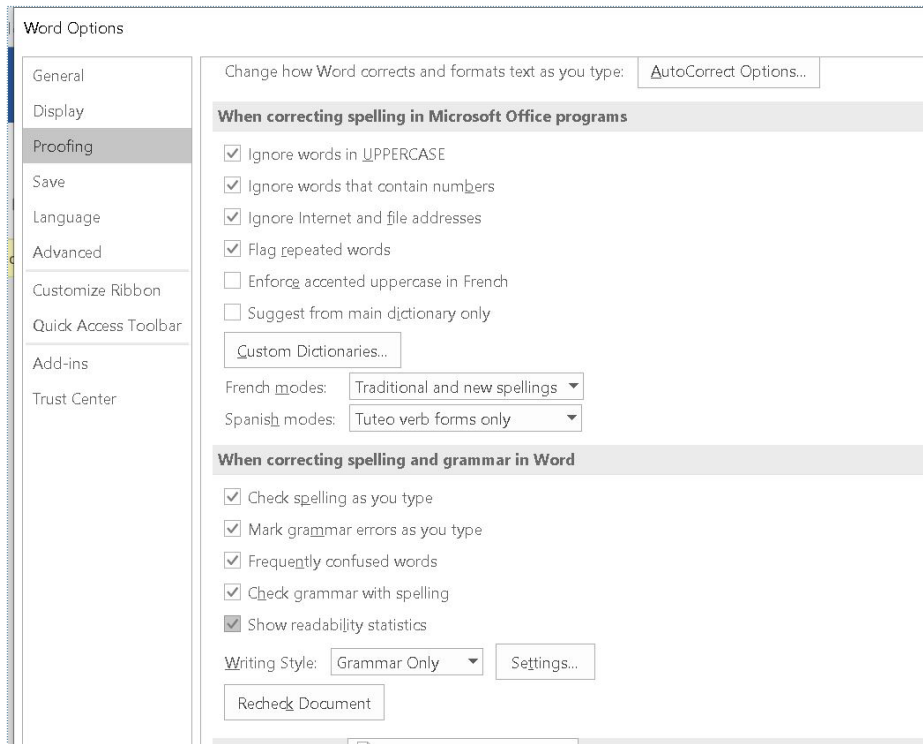 Word Options
General
Display
Proofing
Save
Language
Advanced
Customize Ribbon
Quick Access Toolbar
Add-ins
Trust Center
Change how Word corrects and formats text as you type: AutoCorrect Options...
When correcting spelling in Microsoft Office programs
Ignore words in UPPERCASE
Ignore words that contain numbers
Ignore Internet and file addresses
Flag repeated words
Enforce accented uppercase in French
Suggest from main dictionary only
Custom Dictionaries...
French modes: Traditional and new spellings
Spanish modes: Tuteo verb forms only
When correcting spelling and grammar in Word
Check spelling as you type
Mark grammar errors as you type
Frequently confused words
Check grammar with spelling
Show readability statistics
Writing Style: Grammar Only Settings...
Recheck Document